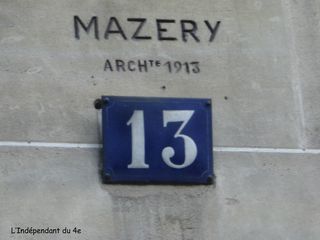 MAZERY
ARCHTE 1913
13
L'Indépendant du 4e